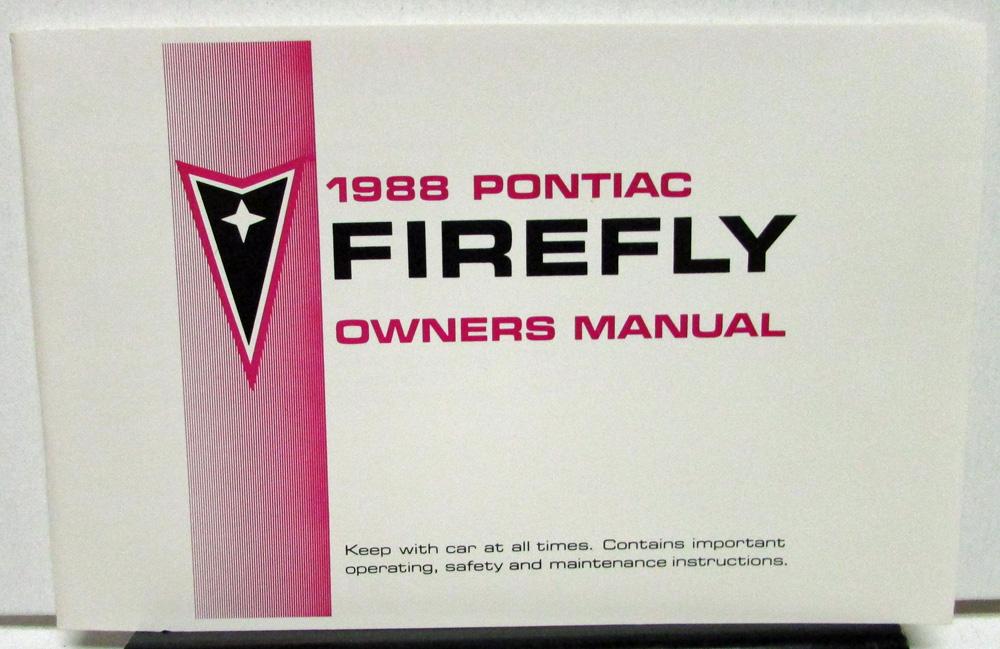 1988 PONTIAC
FIREFLY
OWNERS MANUAL
Keep with car at all times. Contains important
operating, safety and maintenance instructions.